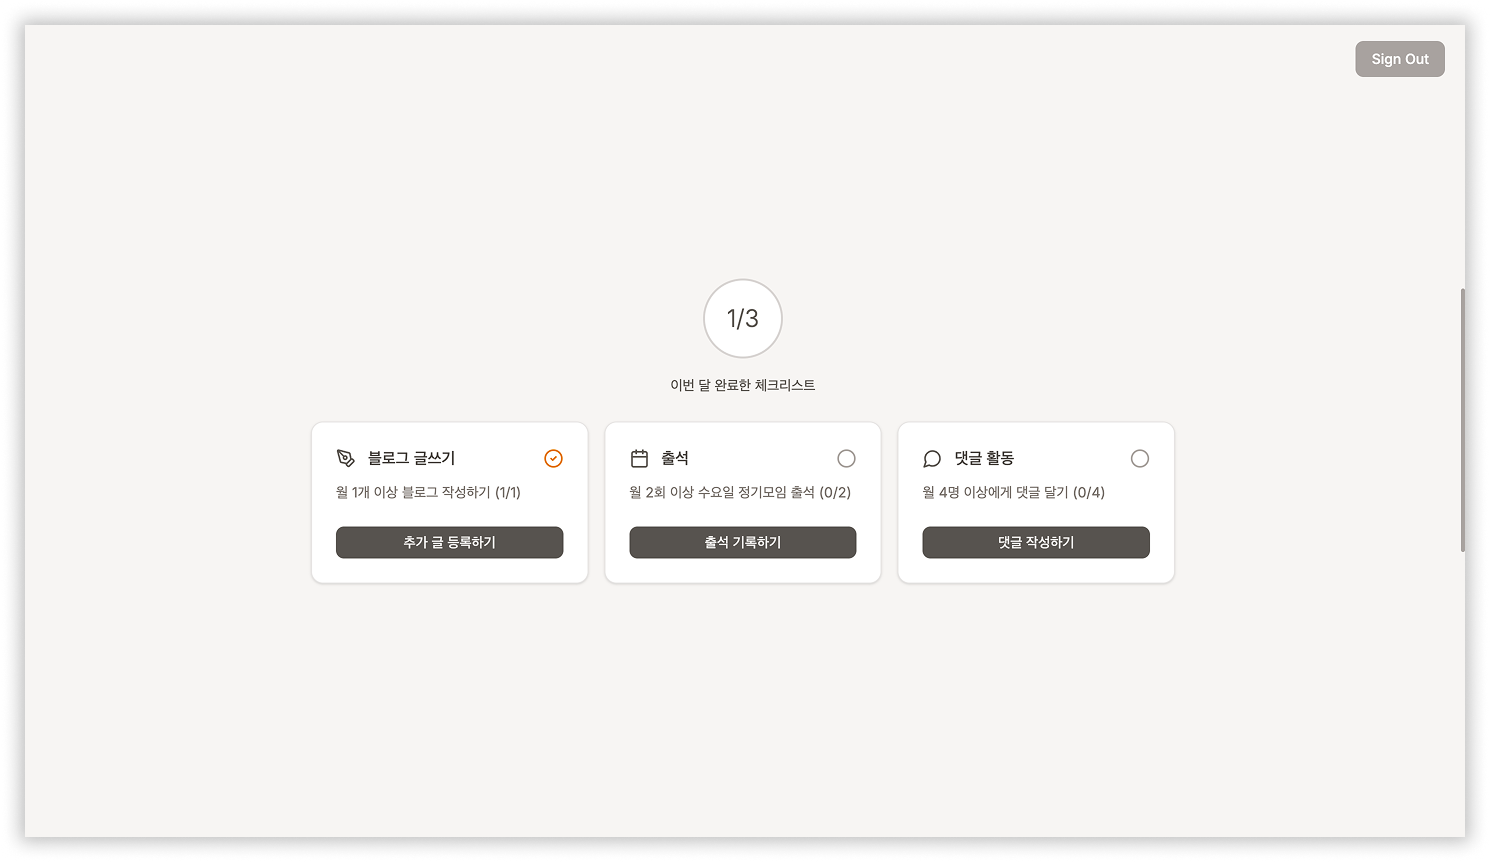 Sign Out
1/3
이번 달 완료한 체크리스트
블로그 글쓰기
월 1개 이상 블로그 작성하기 (1/1)
추가 글 등록하기
출석
월 2회 이상 수요일 정기모임 출석 (0/2)
출석 기록하기
댓글 활동
월 4명 이상에게 댓글 달기 (0/4)
댓글 작성하기